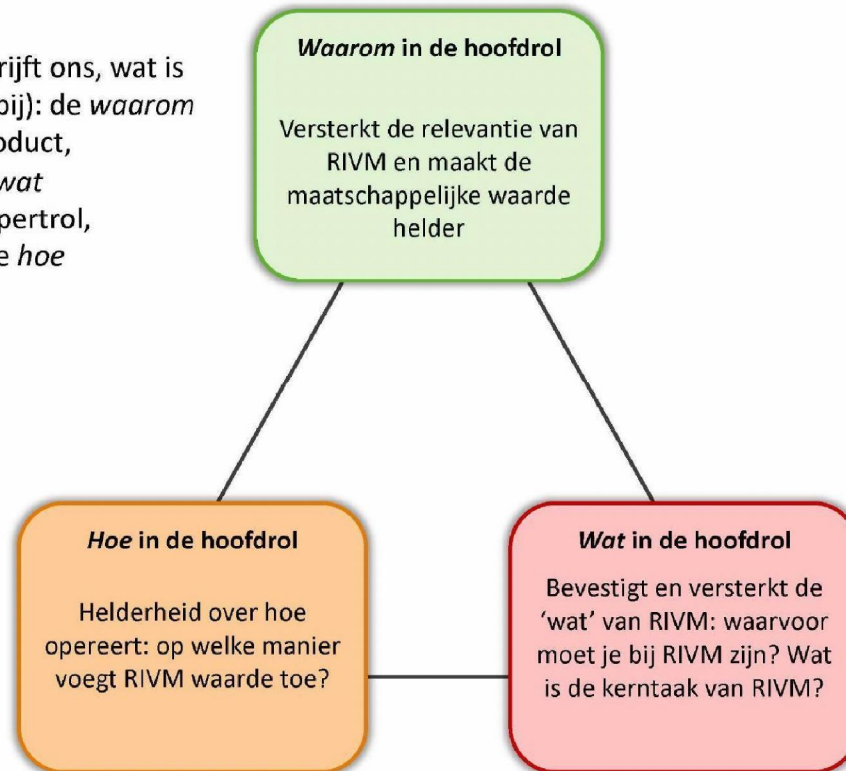 rijft ons, wat is
bij): de waarom
oduct,
wat
pertrol,
e hoe
Waarom in de hoofdrol
Versterkt de relevantie van
RIVM en maakt de
maatschappelijke waarde
helder
Hoe in de hoofdrol
Helderheid over hoe
opereert: op welke manier
voegt RIVM waarde toe?
Wat in de hoofdrol
Bevestigt en versterkt de
‘wat’ van RIVM: waarvoor
moet je bij RIVM zijn? Wat
is de kerntaak van RIVM?